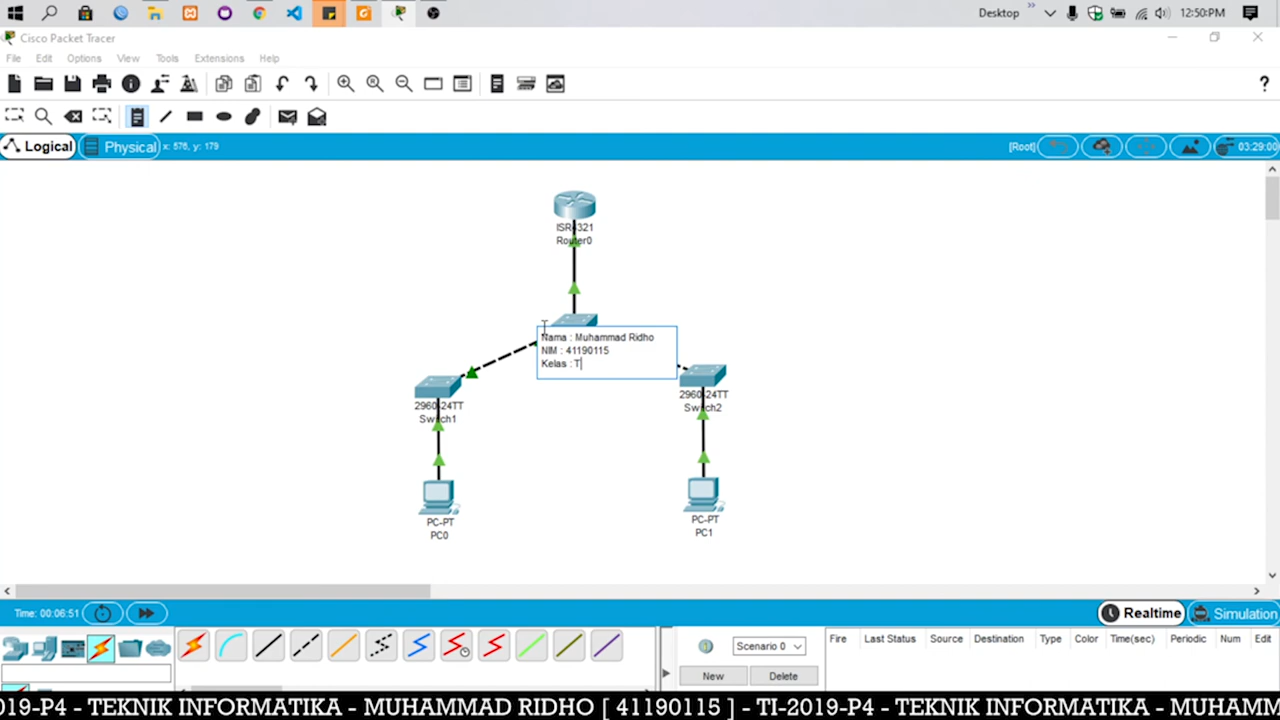 Desktop
12:50:PM
Cisco Packet Tracer
File Edit Options View Tools Extensions Help
?
Logical
Physical
x: 576, y: 179
[Root]
03:29:00
ISR4321
Router0
Nama : Muhammad Ridho
NIM : 41190115
Kelas : T
2960-24TT
Switch1
2960-24TT
Switch2
PC-PT
PC0
PC-PT
PC1
Time: 00:06:51
Realtime
Simulation
Scenario 0
Fire Last Status Source Destination Type Color Time(sec) Periodic Num Edit
New
Delete
2019-P4 - TEKNIK INFORMATIKA - MUHAMMAD RIDHO [ 41190115 ] - TI-2019-P4 - TEKNIK INFORMATIKA - MUHAMM